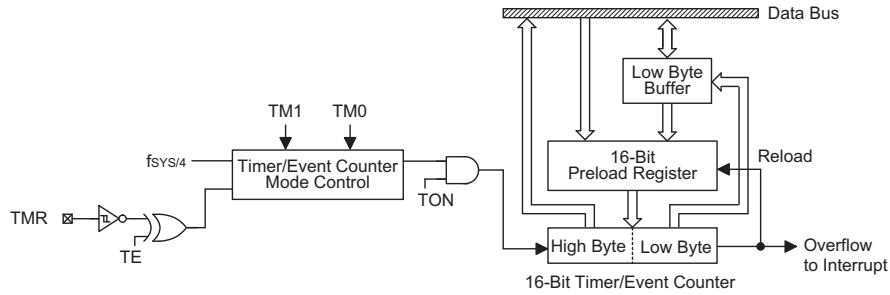 Data Bus
Low Byte
Buffer
TM1
TM0
fSYS/4
Timer/Event Counter
Mode Control
16-Bit
Preload Register
Reload
TON
TMR
TE
High Byte
Low Byte
Overflow
to Interrupt
16-Bit Timer/Event Counter